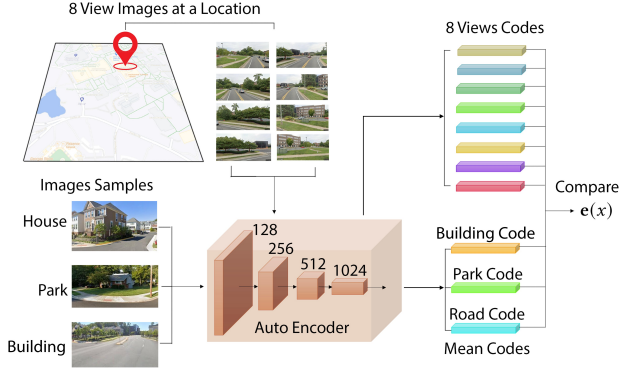 8 View Images at a Location
8 Views Codes
Images Samples
House
Park
Building
128
256
512
1024
Auto Encoder
Compare
e(x)
Building Code
Park Code
Road Code
Mean Codes